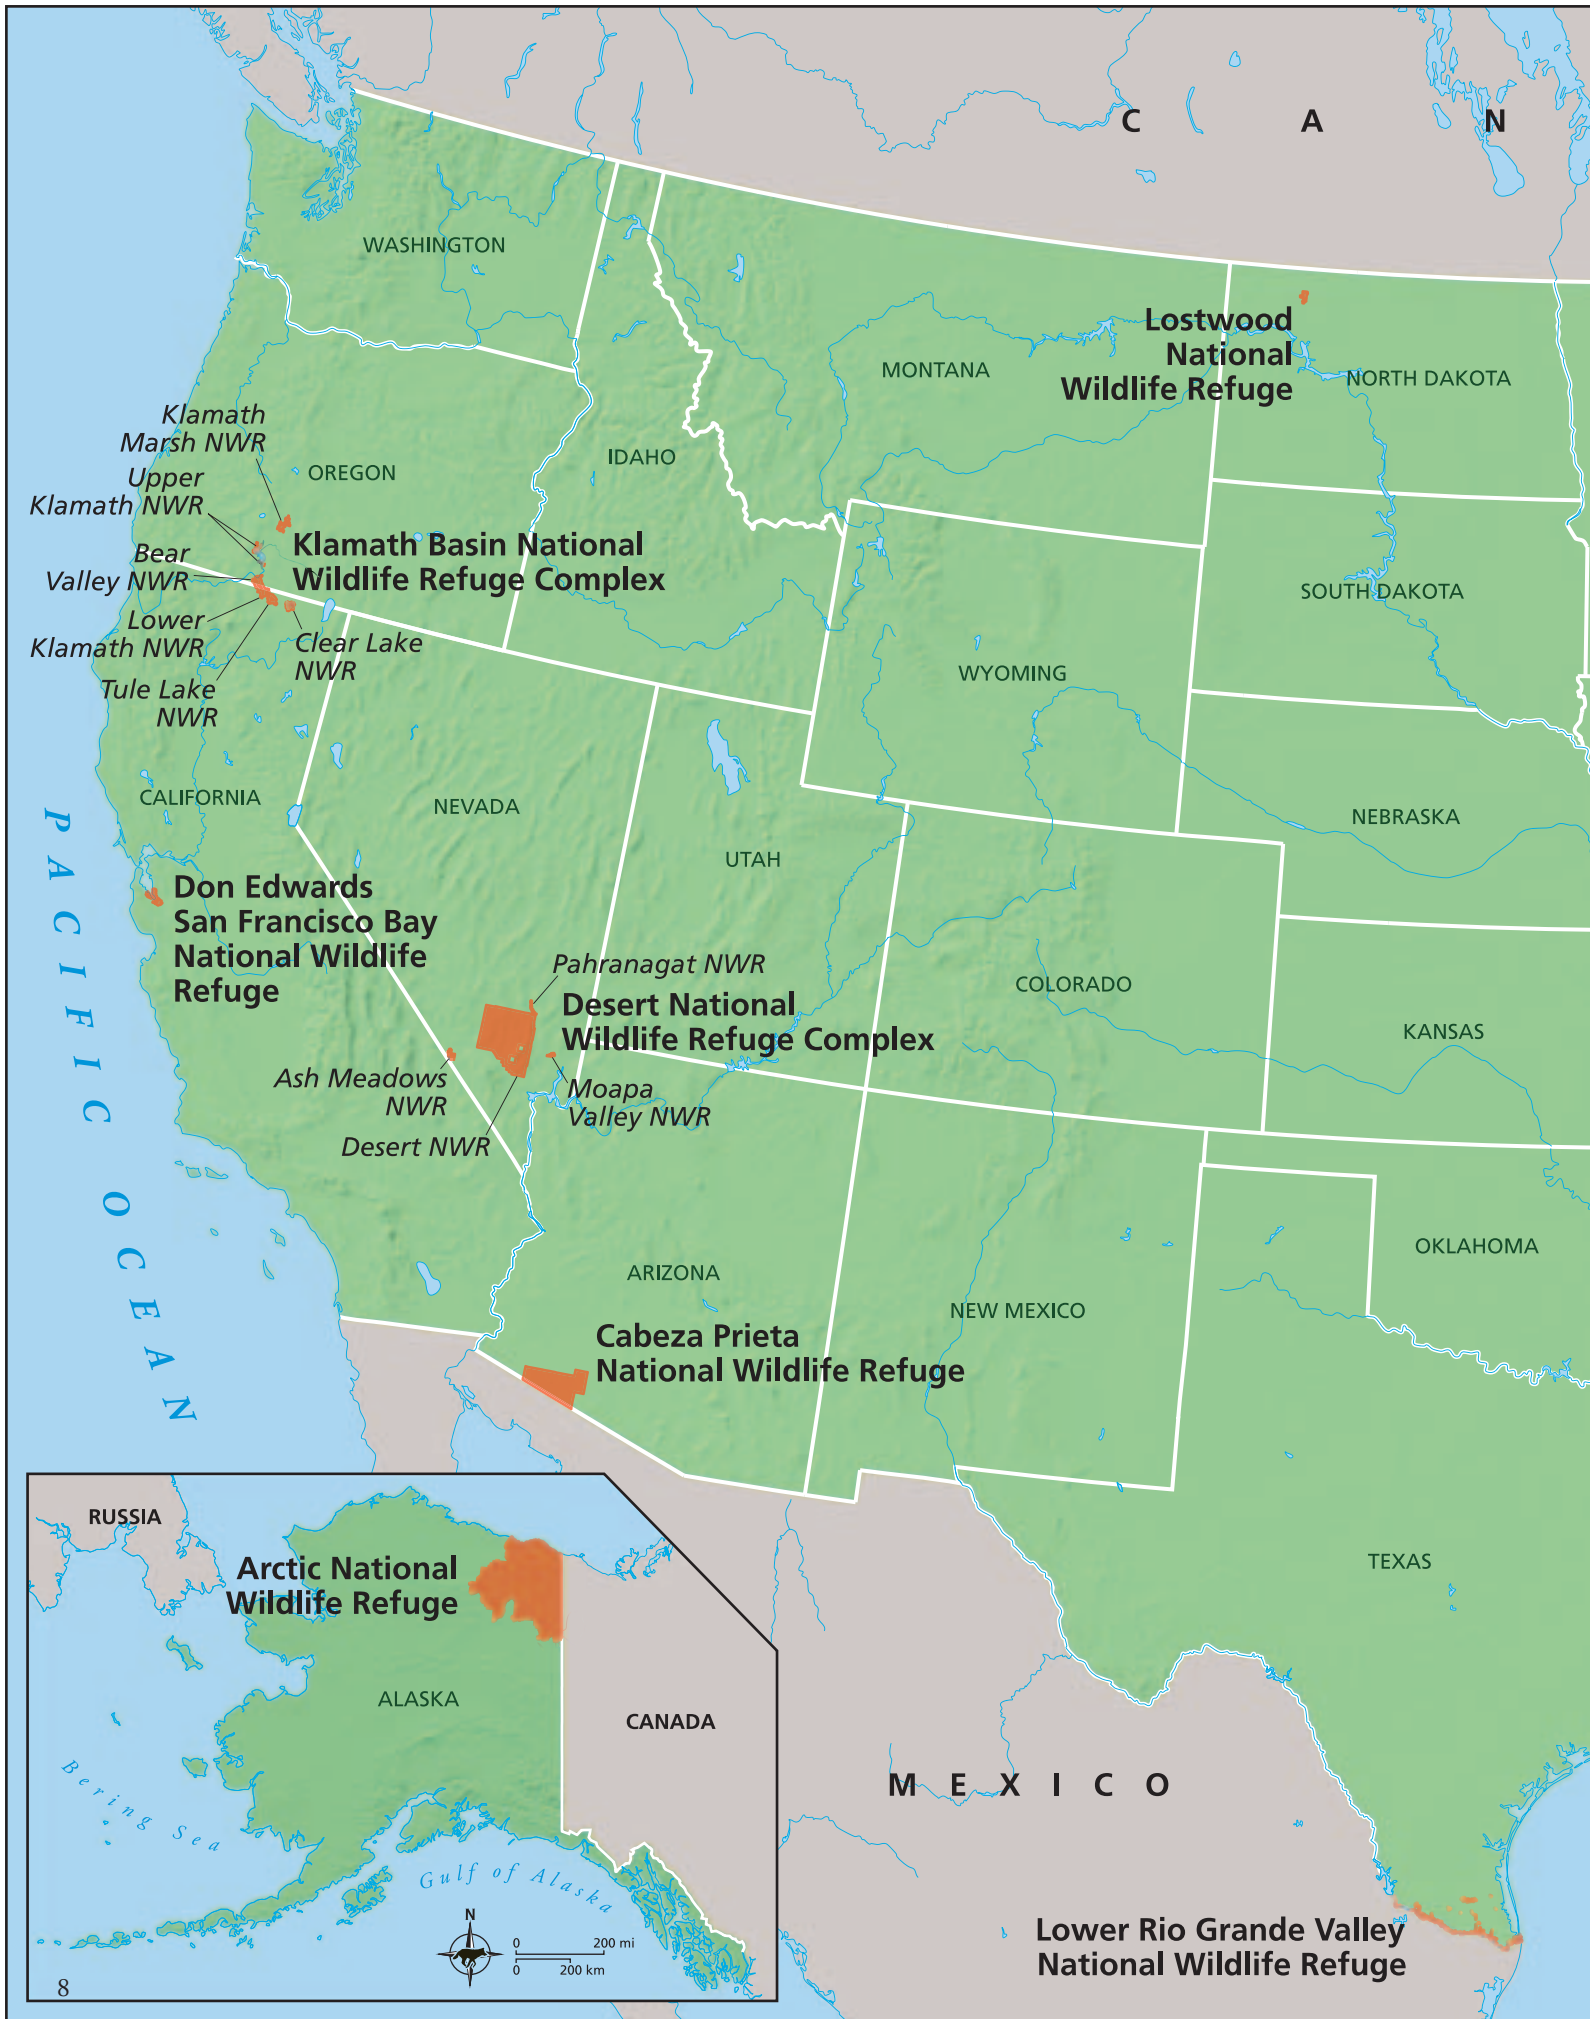 C A N
WASHINGTON
Lostwood
National
Wildlife Refuge
MONTANA
NORTH DAKOTA
Klamath
Marsh NWR
OREGON
IDAHO
Upper
Klamath NWR
Klamath Basin National
Wildlife Refuge Complex
Bear
Valley NWR
SOUTH DAKOTA
Lower
Klamath NWR
Clear Lake
NWR
WYOMING
Tule Lake
NWR
CALIFORNIA
NEVADA
NEBRASKA
UTAH
PACIFIC OCEAN
Don Edwards
San Francisco Bay
National Wildlife
Refuge
Pahranagat NWR
COLORADO
Desert National
Wildlife Refuge Complex
KANSAS
Ash Meadows
NWR
Moapa
Valley NWR
Desert NWR
OKLAHOMA
ARIZONA
NEW MEXICO
Cabeza Prieta
National Wildlife Refuge
RUSSIA
Arctic National
Wildlife Refuge
TEXAS
ALASKA
CANADA
MEXICO
Bering Sea
Gulf of Alaska
N
0 200 mi
0 200 km
Lower Rio Grande Valley
National Wildlife Refuge
8